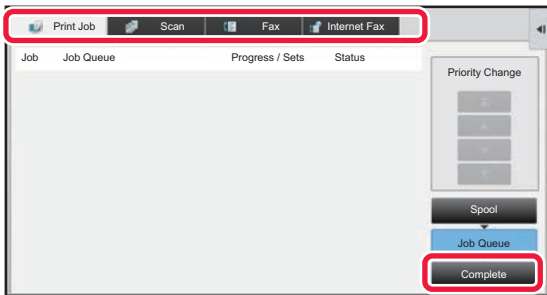 Print Job Scan Fax Internet Fax
Job Job Queue Progress / Sets Status
Priority Change
Spool
Job Queue
Complete